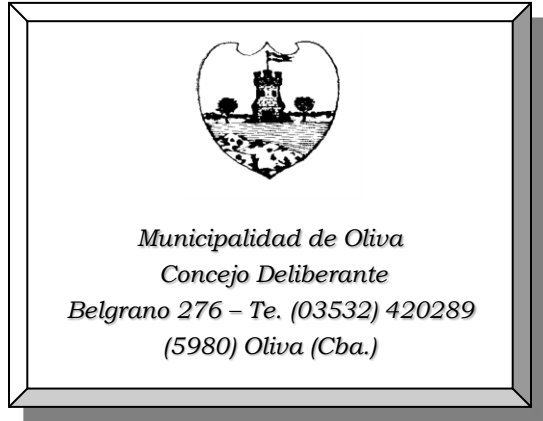 Municipalidad de Oliva
Concejo Deliberante
Belgrano 276 – Te. (03532) 420289
(5980) Oliva (Cba.)